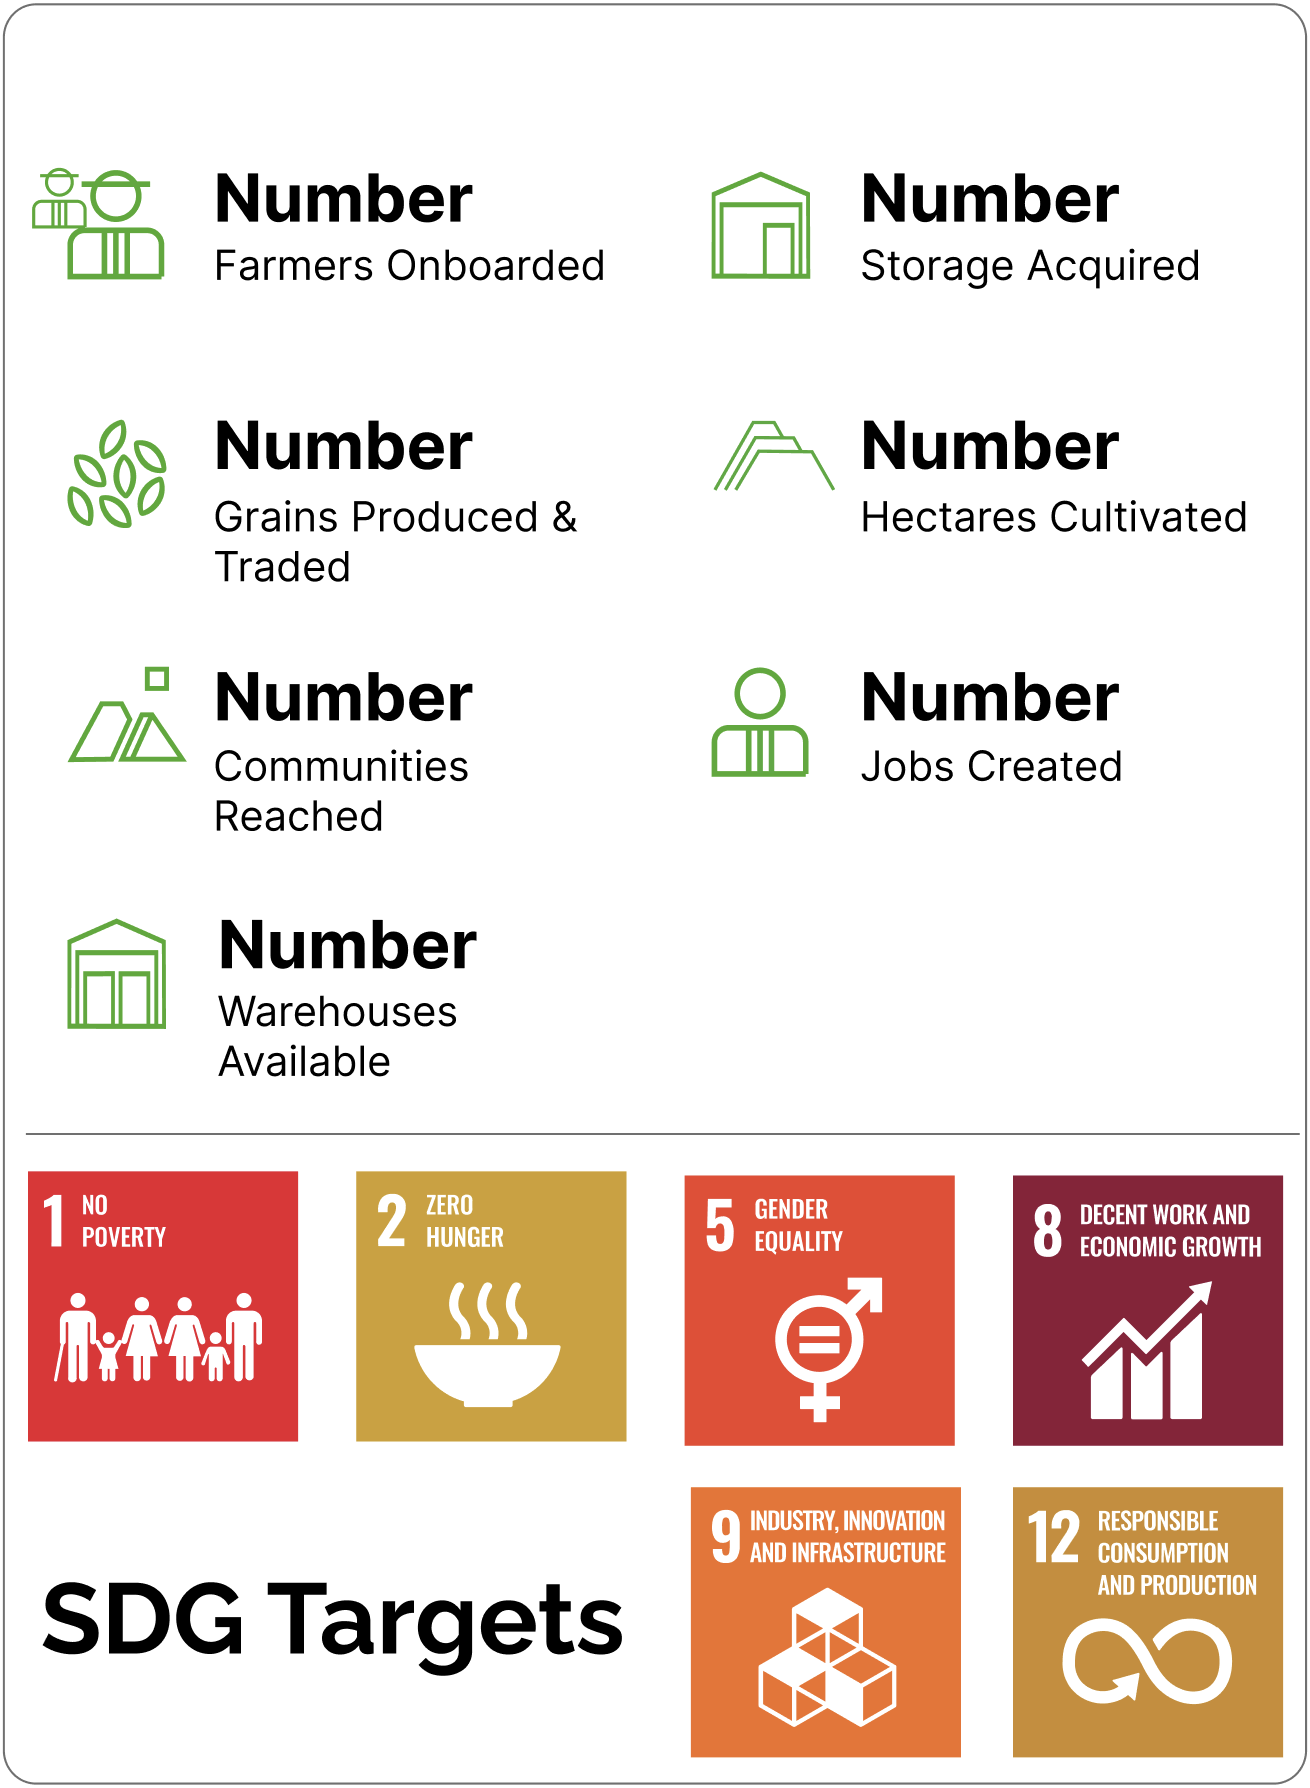 Number
Farmers Onboarded
Number
Storage Acquired
Number
Grains Produced &
Traded
Number
Hectares Cultivated
Number
Communities
Reached
Number
Jobs Created
Number
Warehouses
Available
1 NO
POVERTY
2 ZERO
HUNGER
5 GENDER
EQUALITY
8 DECENT WORK AND
ECONOMIC GROWTH
SDG Targets
9 INDUSTRY, INNOVATION
AND INFRASTRUCTURE
12 RESPONSIBLE
CONSUMPTION
AND PRODUCTION